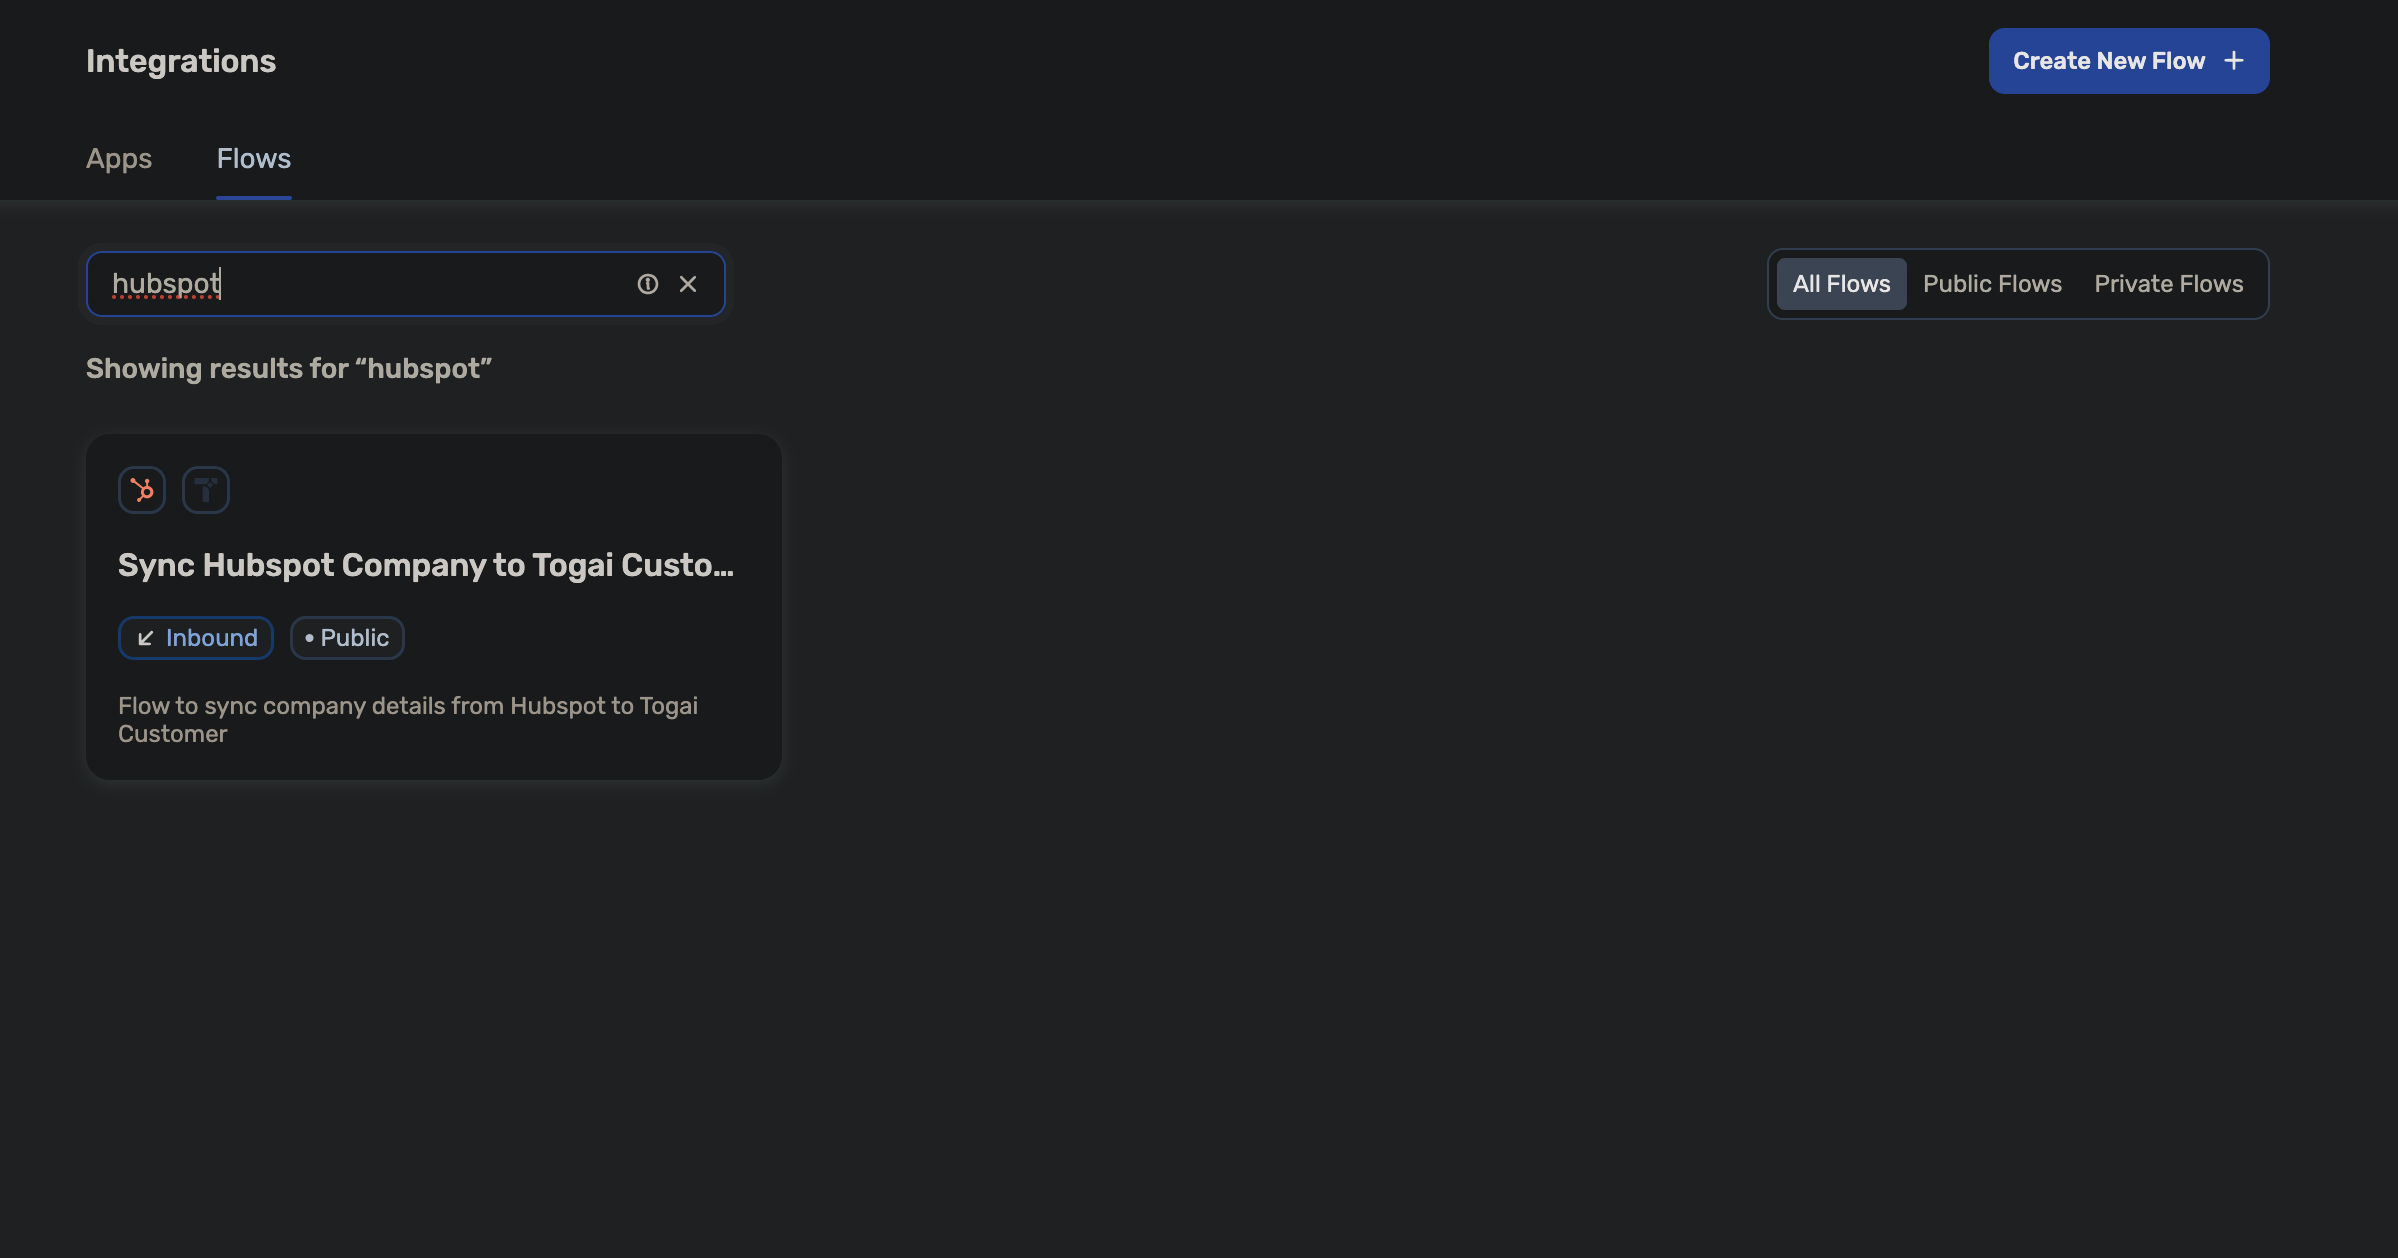 Integrations
Create New Flow
Apps
Flows
hubspot
All Flows
Public Flows
Private Flows
Showing results for “hubspot”
Sync Hubspot Company to Togai Custo...
Inbound
Public
Flow to sync company details from Hubspot to Togai
Customer